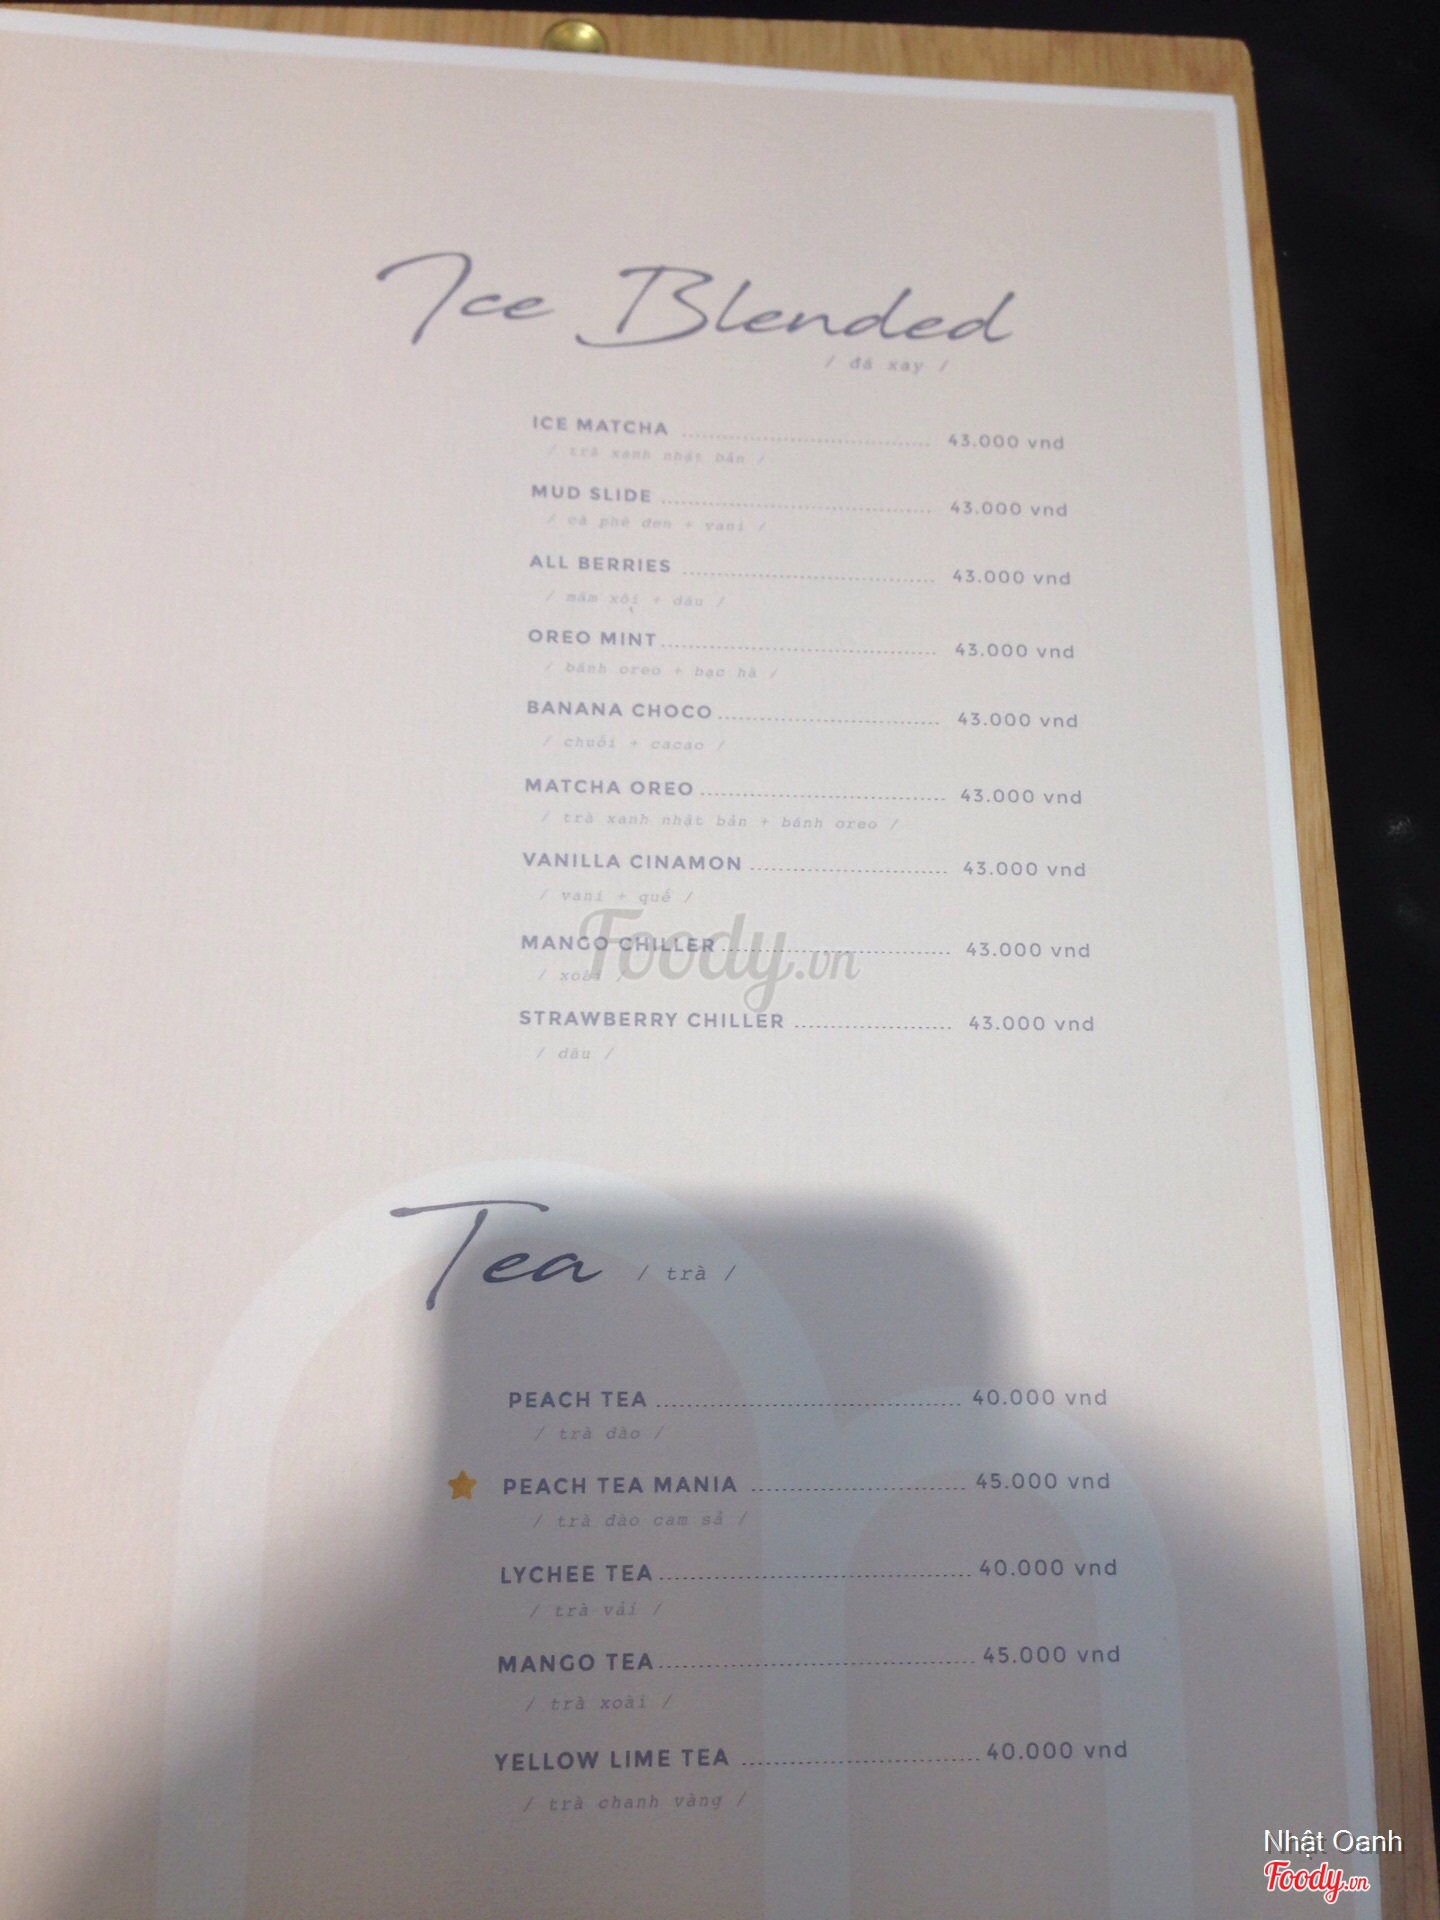 Ice Blended
/ đá xay /
ICE MATCHA ........ 43.000 vnd
/ trà xanh nhật bản /
MUD SLIDE ........ 43.000 vnd
/ cà phê đen + vani /
ALL BERRIES ........ 43.000 vnd
/ mâm xôi + dâu /
OREO MINT ........ 43.000 vnd
/ bánh oreo + bạc hà /
BANANA CHOCO ........ 43.000 vnd
/ chuối + cacao /
MATCHA OREO ........ 43.000 vnd
/ trà xanh nhật bản + bánh oreo /
VANILLA CINAMON ........ 43.000 vnd
/ vani + quế /
MANGO CHILLER ........ 43.000 vnd
/ xoài /
Foody.vn
STRAWBERRY CHILLER ........ 43.000 vnd
/ dâu /
Tea / trà /
PEACH TEA ........ 40.000 vnd
/ trà đào /
PEACH TEA MANIA ........ 45.000 vnd
/ trà đào cam sả /
LYCHEE TEA ........ 40.000 vnd
/ trà vải /
MANGO TEA ........ 45.000 vnd
/ trà xoài /
YELLOW LIME TEA ........ 40.000 vnd
/ trà chanh vàng /
Nhật Oanh
Foody.vn